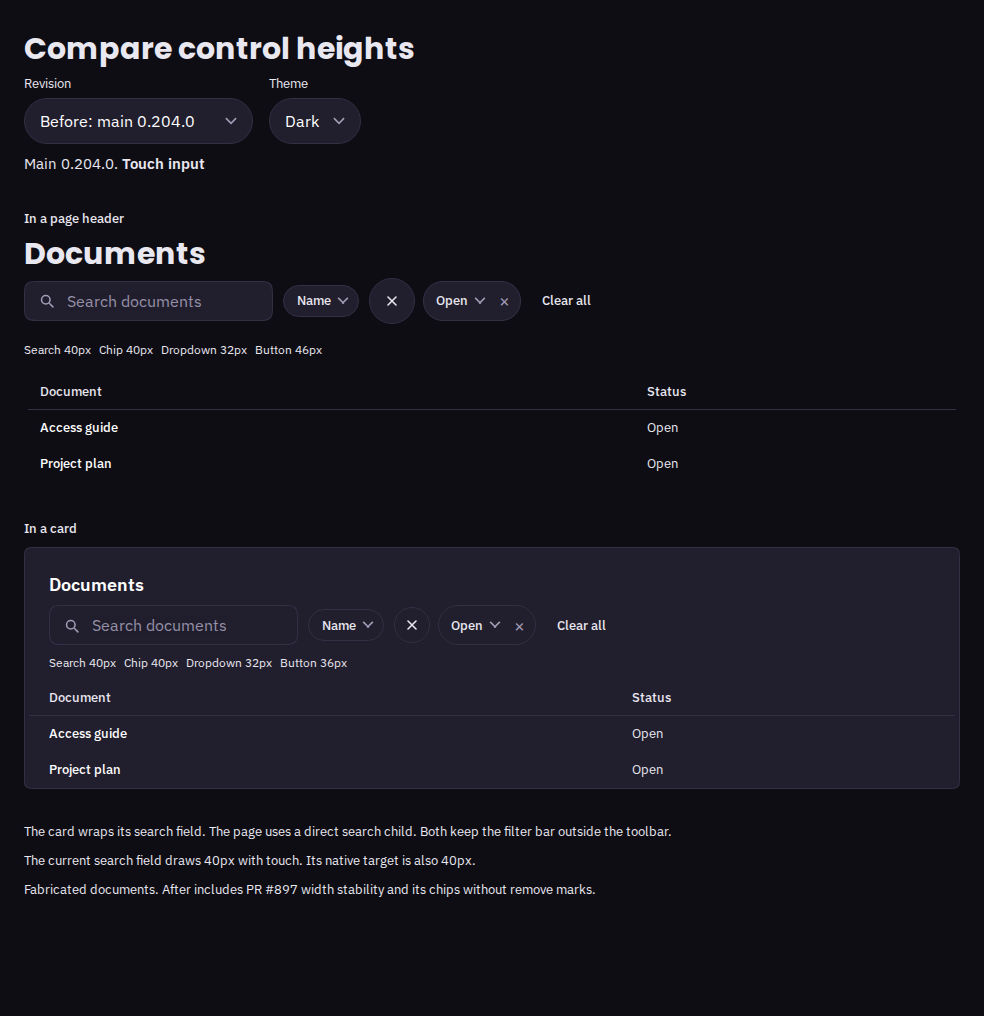 Compare control heights
Revision Theme
Before: main 0.204.0 Dark
Main 0.204.0. Touch input
In a page header
Documents
Search documents Name Open × Clear all
Search 40px Chip 40px Dropdown 32px Button 46px
Document Status
Access guide Open
Project plan Open
In a card
Documents
Search documents Name Open × Clear all
Search 40px Chip 40px Dropdown 32px Button 36px
Document Status
Access guide Open
Project plan Open
The card wraps its search field. The page uses a direct search child. Both keep the filter bar outside the toolbar.
The current search field draws 40px with touch. Its native target is also 40px.
Fabricated documents. After includes PR #897 width stability and its chips without remove marks.